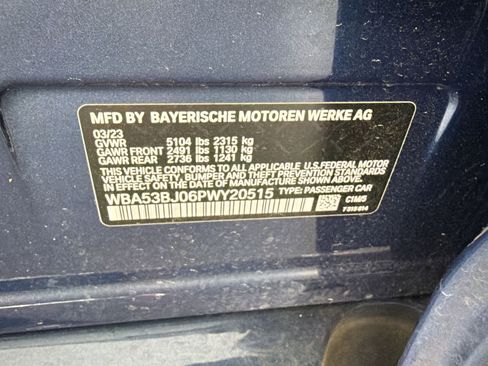 MFD BY BAYERISCHE MOTOREN WERKE AG
03/23
GVWR 5104 lbs 2315 kg
GAWR FRONT 2491 lbs 1130 kg
GAWR REAR 2736 lbs 1241 kg
THIS VEHICLE CONFORMS TO ALL APPLICABLE U.S.FEDERAL MOTOR
VEHICLE SAFETY, BUMPER AND THEFT PREVENTION STANDARDS
IN EFFECT ON THE DATE OF MANUFACTURE SHOWN ABOVE.
WBA53BJ06PWY20515 TYPE: PASSENGER CAR
C1M/5